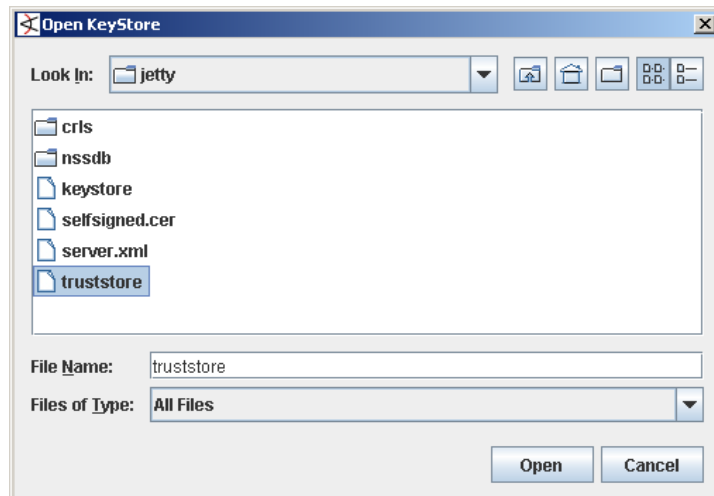 Open KeyStore
Look In: jetty
crls
nssdb
keystore
selfsigned.cer
server.xml
truststore
File Name: truststore
Files of Type: All Files
Open Cancel